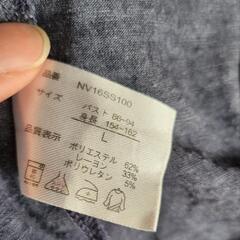 品番 NV16SS100
サイズ
バスト 86-94
身長 154-162
L
品質表示
ポリエステル 62%
レーヨン 33%
ポリウレタン 5%